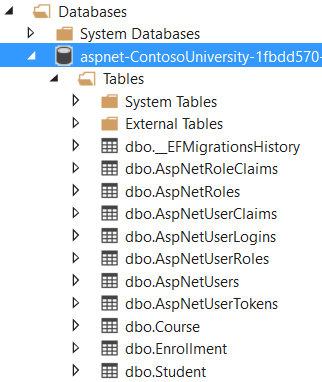 Databases
System Databases
aspnet-ContosoUniversity-1fbdd570-
Tables
System Tables
External Tables
dbo.__EFMigrationsHistory
dbo.AspNetRoleClaims
dbo.AspNetRoles
dbo.AspNetUserClaims
dbo.AspNetUserLogins
dbo.AspNetUserRoles
dbo.AspNetUsers
dbo.AspNetUserTokens
dbo.Course
dbo.Enrollment
dbo.Student